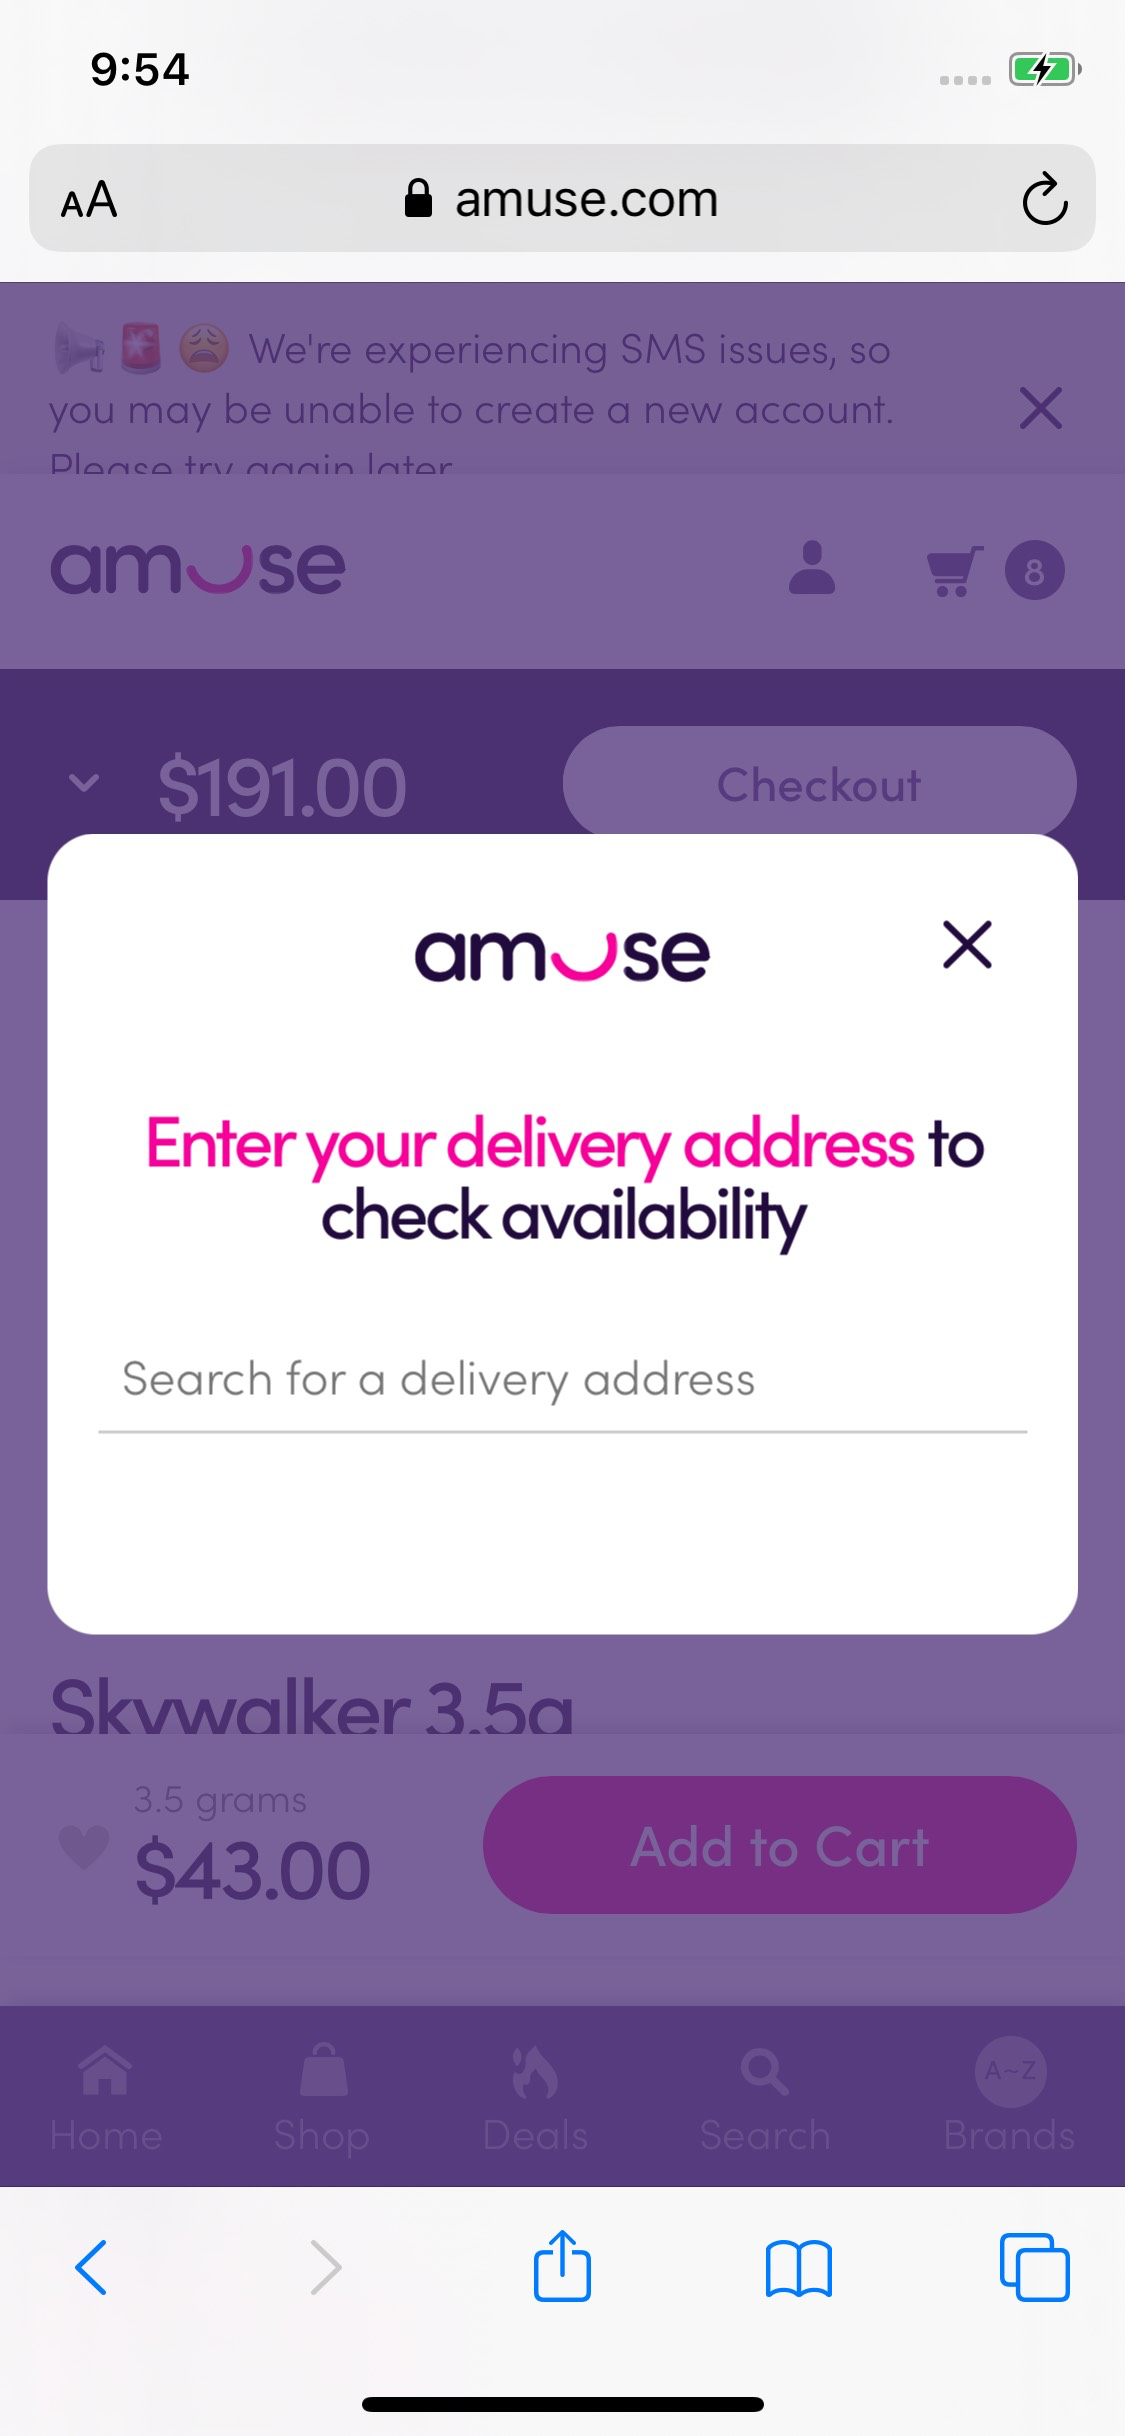 9:54
AA
amuse.com
We're experiencing SMS issues, so
you may be unable to create a new account.
Please try again later
amuse
8
$191.00
Checkout
amuse
Enter your delivery address to
check availability
Search for a delivery address
Skywalker 3.5g
3.5 grams
$43.00
Add to Cart
A~Z
Home
Shop
Deals
Search
Brands